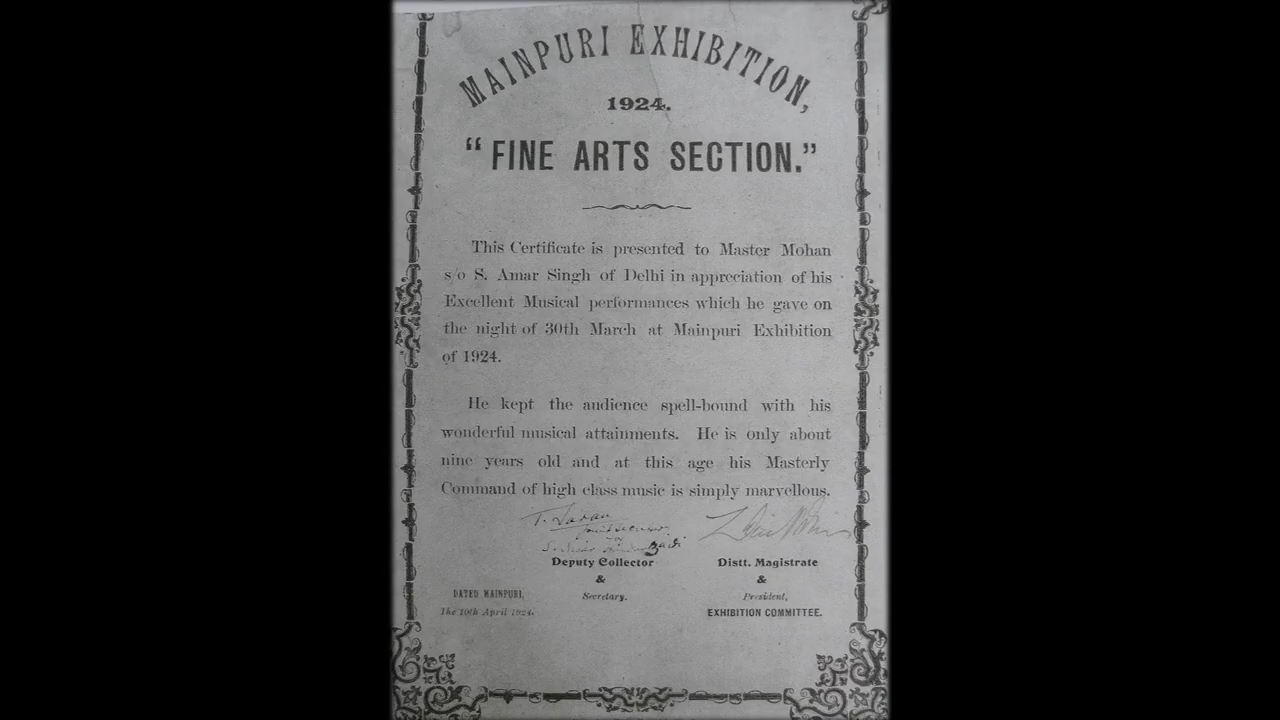 MAINPURI EXHIBITION,
1924.
“FINE ARTS SECTION.”
This Certificate is presented to Master Mohan
s/o S. Amar Singh of Delhi in appreciation of his
Excellent Musical performances which he gave on
the night of 30th March at Mainpuri Exhibition
of 1924.
He kept the audience spell-bound with his
wonderful musical attainments. He is only about
nine years old and at this age his Masterly
Command of high class music is simply marvellous.
Deputy Collector
&
Secretary.
Distt. Magistrate
&
President,
EXHIBITION COMMITTEE.
DATED MAINPURI,
The 10th April 1924.